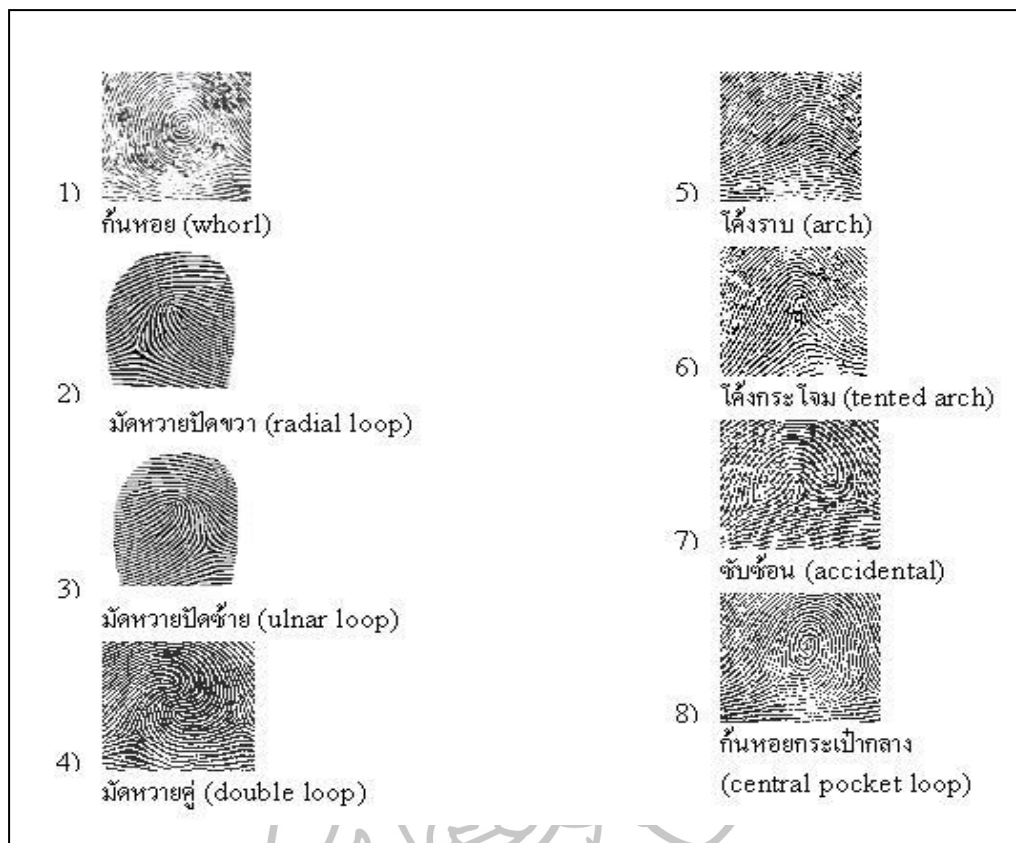 1)
ก้นหอย (whorl)
2)
มัดหวายปัดขวา (radial loop)
3)
มัดหวายปัดซ้าย (ulnar loop)
4)
มัดหวายคู่ (double loop)
5)
โค้งราบ (arch)
6)
โค้งกระโจม (tented arch)
7)
ซับซ้อน (accidental)
8)
ก้นหอยกระเป๋ากลาง
(central pocket loop)